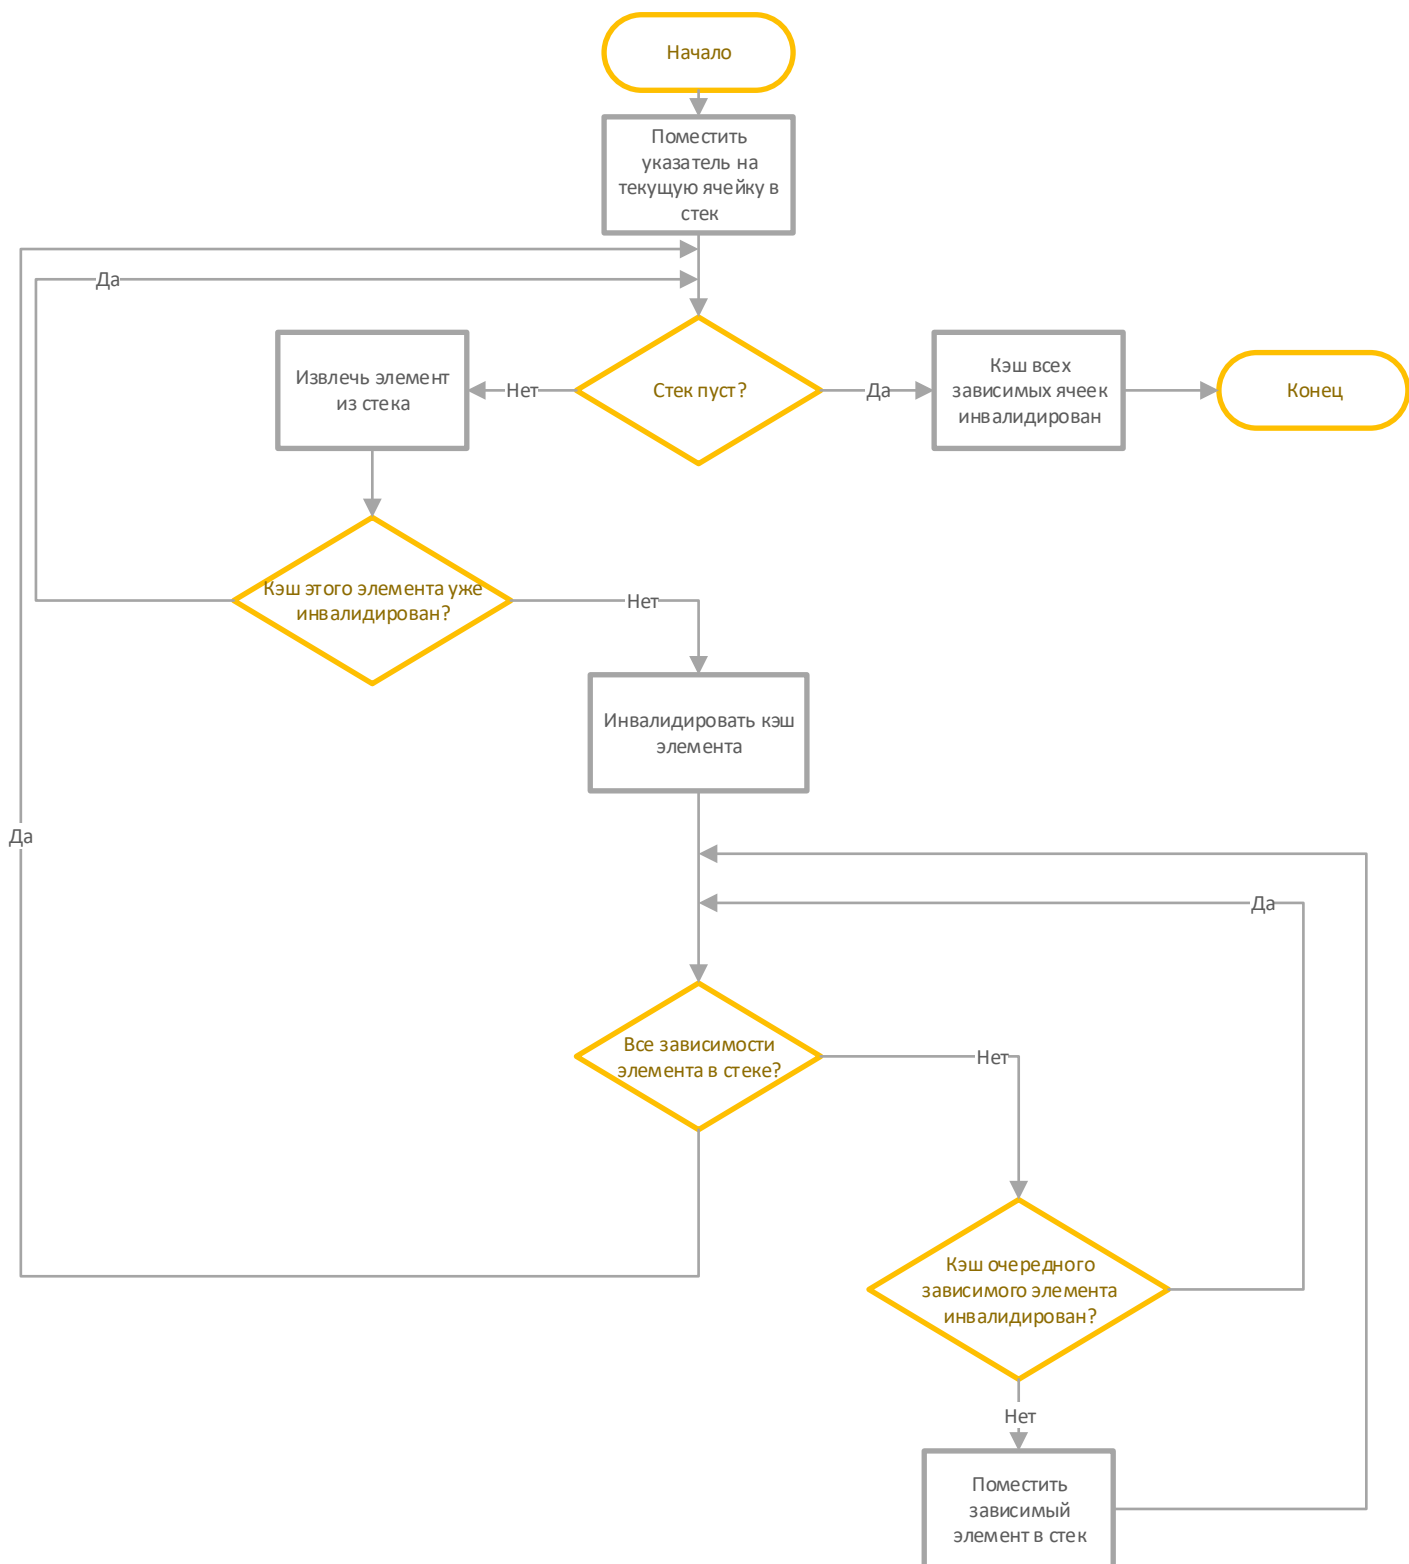 Начало
Поместить
указатель на
текущую ячейку в
стек
Да
Извлечь элемент
из стека
Нет
Стек пуст?
Да
Кэш всех
зависимых ячеек
инвалидирован
Конец
Кэш этого элемента уже
инвалидирован?
Нет
Инвалидировать кэш
элемента
Да
Да
Все зависимости
элемента в стеке?
Нет
Кэш очередного
зависимого элемента
инвалидирован?
Нет
Поместить
зависимый
элемент в стек